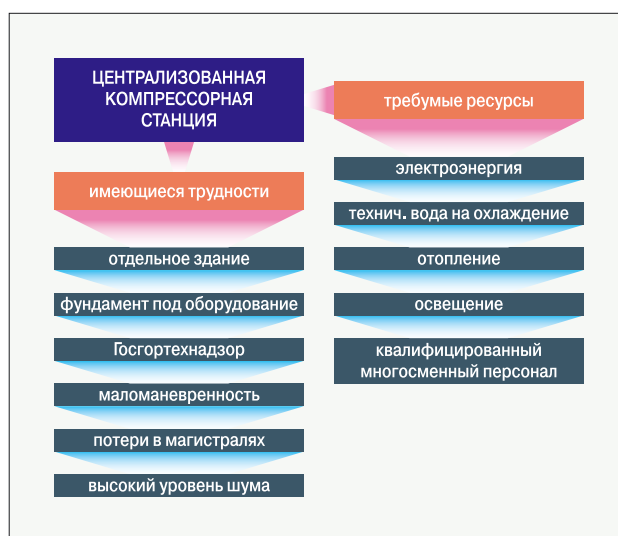 ЦЕНТРАЛИЗОВАННАЯ
КОМПРЕССОРНАЯ
СТАНЦИЯ
имеющиеся трудности
отдельное здание
фундамент под оборудование
Госгортехнадзор
маломаневренность
потери в магистралях
высокий уровень шума
требумые ресурсы
электроэнергия
технич. вода на охлаждение
отопление
освещение
квалифицированный
многосменный персонал